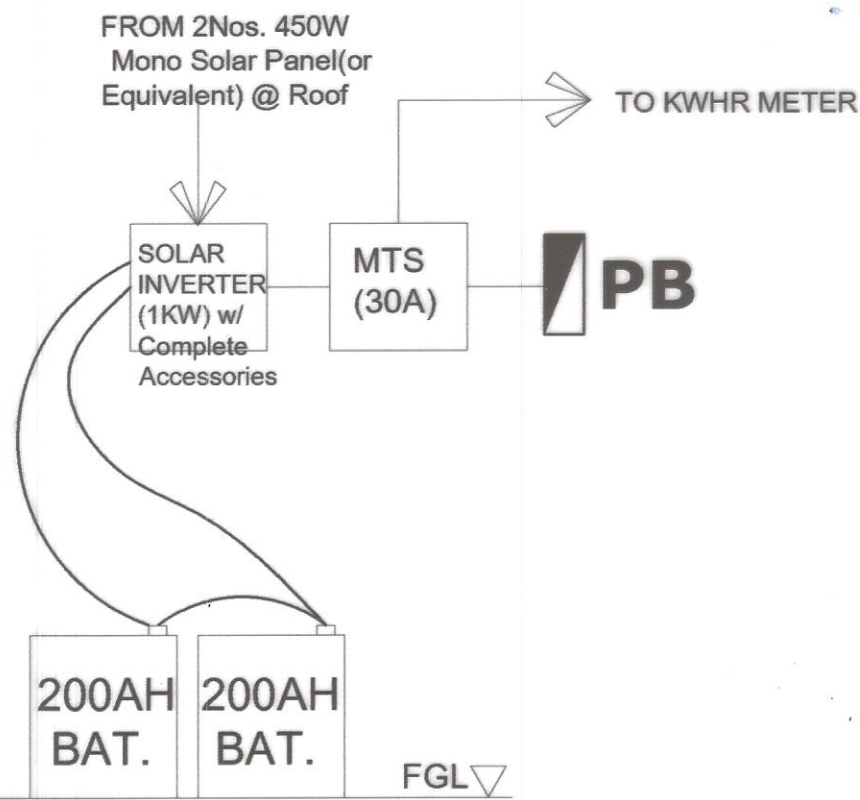 FROM 2Nos. 450W
Mono Solar Panel(or
Equivalent) @ Roof
TO KWHR METER
SOLAR
INVERTER
(1KW) w/
Complete
Accessories
MTS
(30A)
PB
200AH
BAT.
200AH
BAT.
FGL